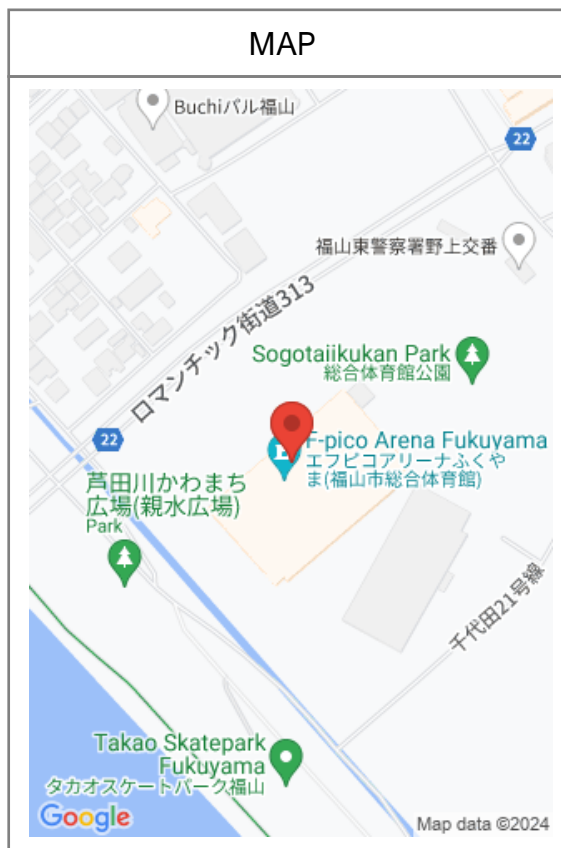 MAP
Buchiバル福山
22
福山東警察署野上交番
ロマンチック街道313
Sogotaiikukan Park
総合体育館公園
22
F-pico Arena Fukuyama
エフピコアリーナふくや
ま(福山市総合体育館)
芦田川かわまち
広場(親水広場)
Park
千代田21号線
Takao Skatepark
Fukuyama
タカオスケートパーク福山
Google
Map data ©2024